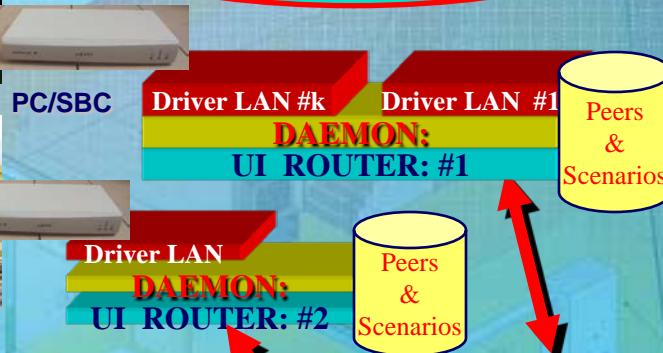 PC/SBC
Driver LAN #k
Driver LAN #1
DAEMON:
UI ROUTER: #1
Peers
&
Scenarios
Driver LAN
DAEMON:
UI ROUTER: #2
Peers
&
Scenarios